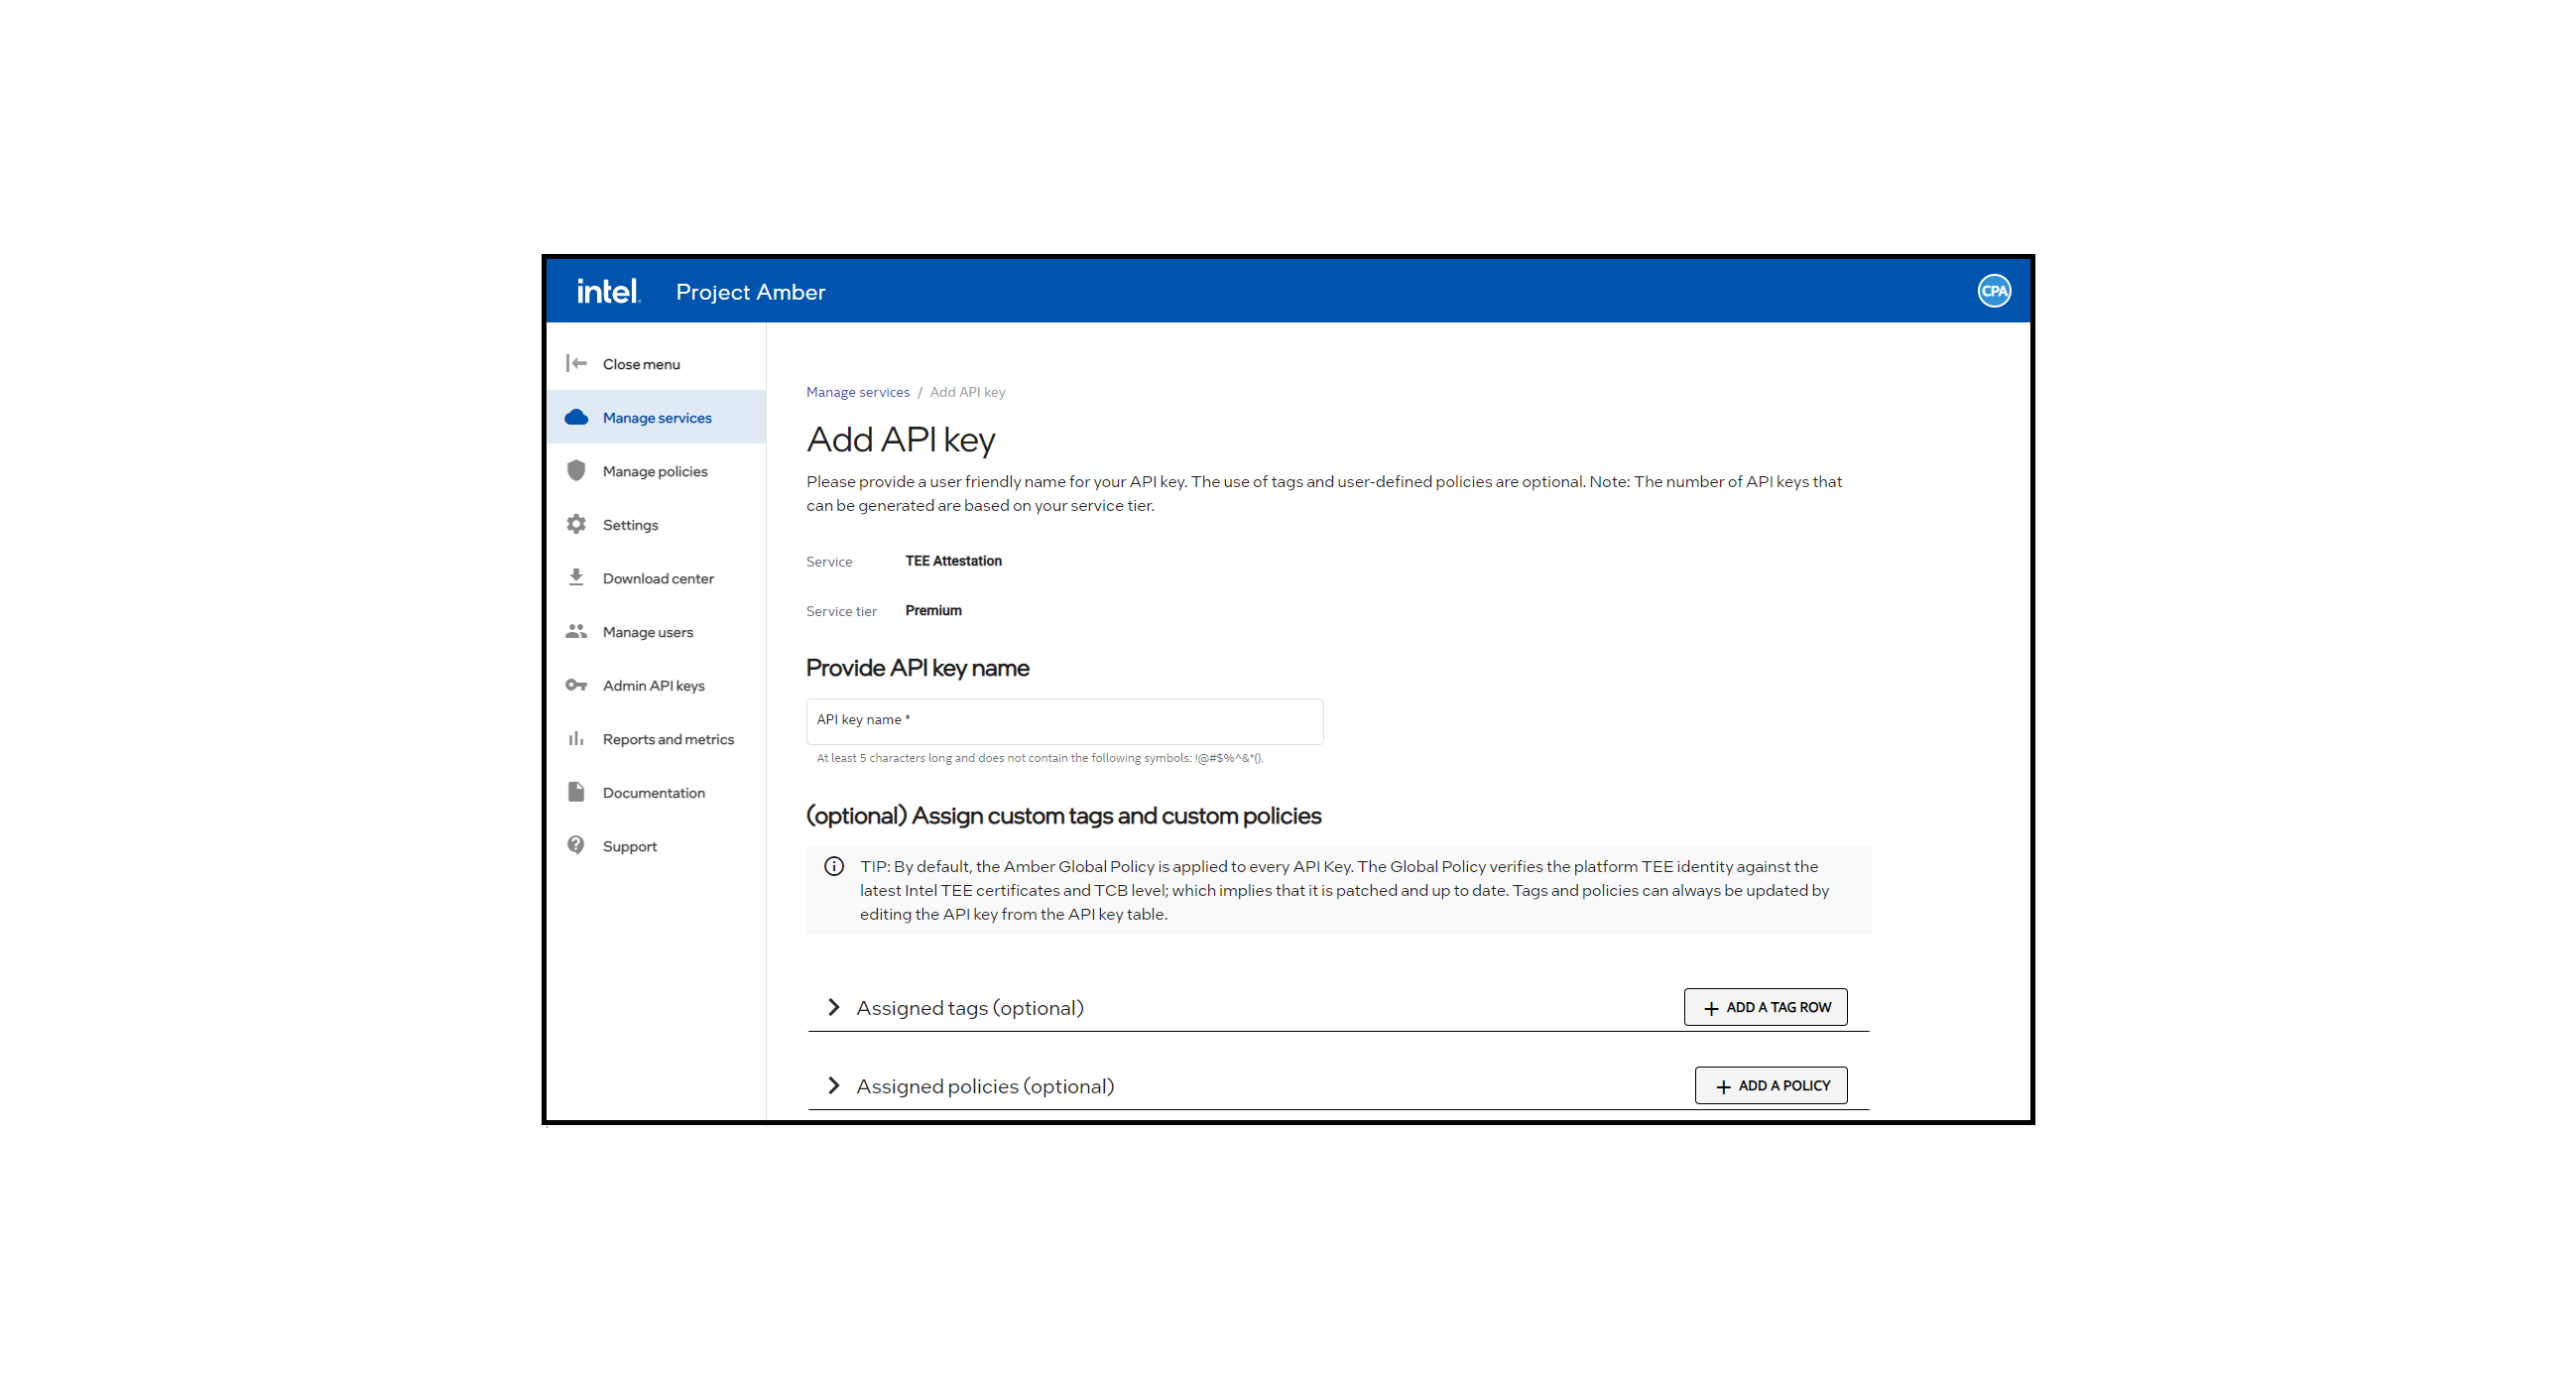 intel. Project Amber
CPA
Close menu
Manage services
Manage policies
Settings
Download center
Manage users
Admin API keys
Reports and metrics
Documentation
Support
Manage services / Add API key
Add API key
Please provide a user friendly name for your API key. The use of tags and user-defined policies are optional. Note: The number of API keys that
can be generated are based on your service tier.
Service TEE Attestation
Service tier Premium
Provide API key name
API key name *
At least 5 characters long and does not contain the following symbols: !@#$%^&*().
(optional) Assign custom tags and custom policies
TIP: By default, the Amber Global Policy is applied to every API Key. The Global Policy verifies the platform TEE identity against the
latest Intel TEE certificates and TCB level; which implies that it is patched and up to date. Tags and policies can always be updated by
editing the API key from the API key table.
Assigned tags (optional) + ADD A TAG ROW
Assigned policies (optional) + ADD A POLICY